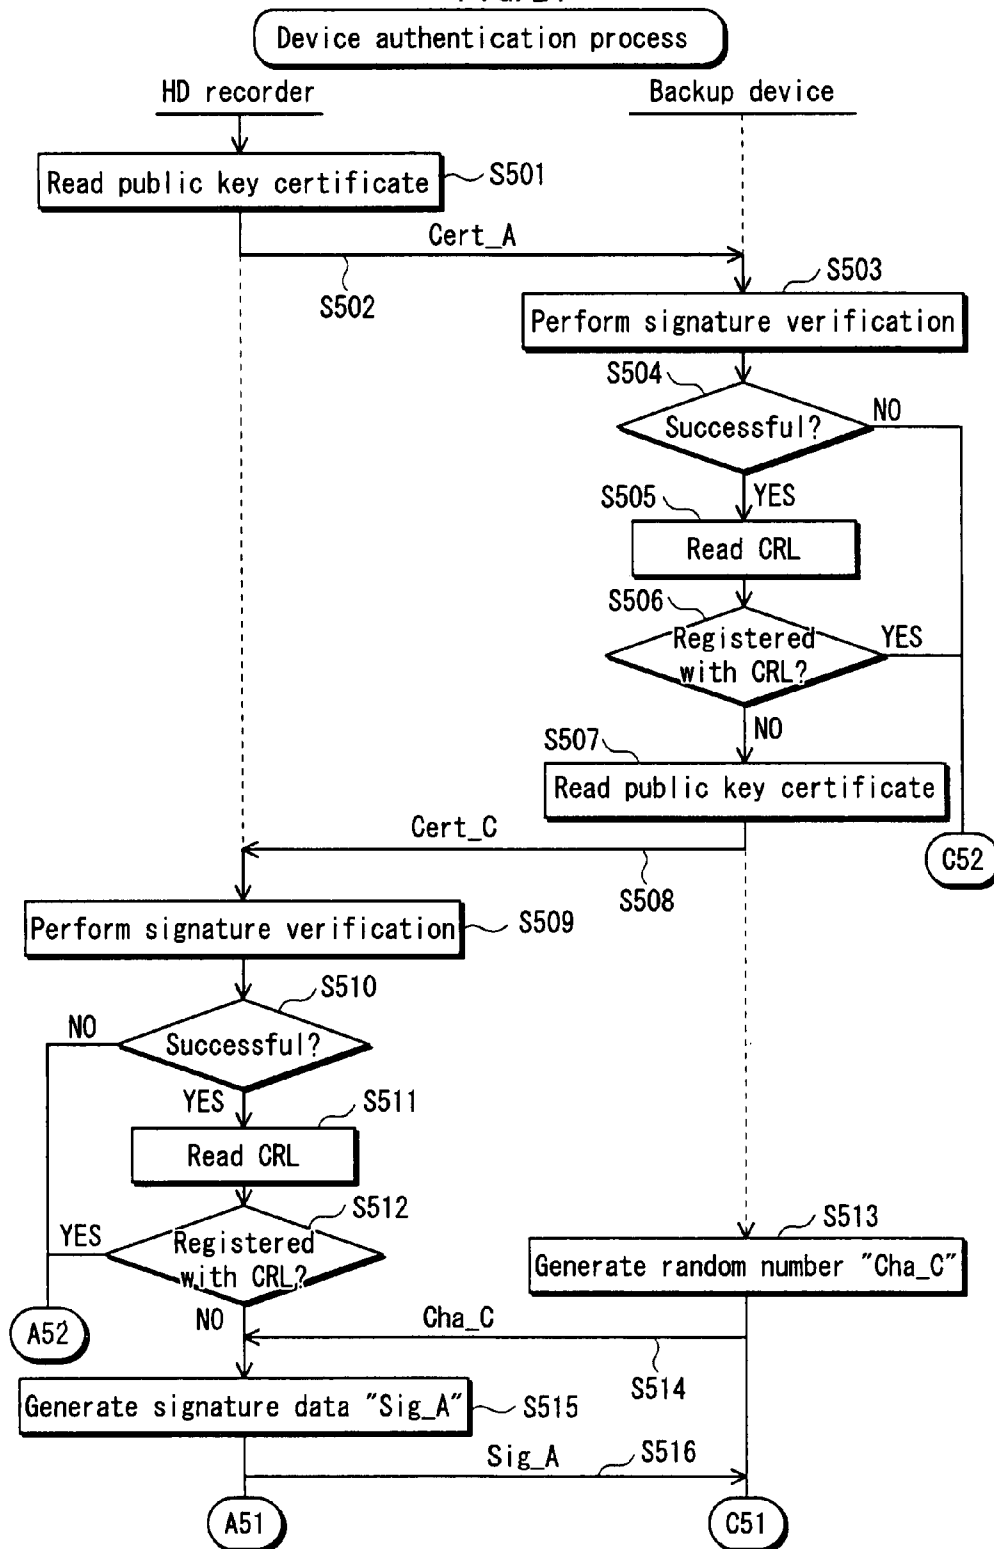 Device authentication process
HD recorder
Backup device
Read public key certificate
S501
Cert_A
S502
S503
Perform signature verification
S504
Successful?
NO
YES
S505
Read CRL
S506
Registered
with CRL?
YES
NO
S507
Read public key certificate
Cert_C
S508
C52
Perform signature verification
S509
S510
NO
Successful?
YES
S511
Read CRL
S512
YES
Registered
with CRL?
NO
A52
S513
Generate random number "Cha_C"
Cha_C
S514
Generate signature data "Sig_A"
S515
Sig_A
S516
A51
C51